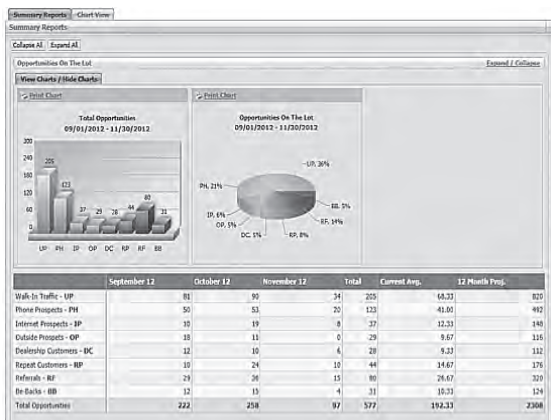 Summary Reports Chart View
Summary Reports
Collapse All Expand All
Opportunities On The Lot Expand / Collapse
View Charts / Hide Charts
Print Chart
Total Opportunities
09/01/2012 - 11/30/2012
300
240
180
120
60
0
205
123
37
29
28
44
80
31
UP PH IP OP DC RP RF BB
Print Chart
Opportunities On The Lot
09/01/2012 - 11/30/2012
UP, 36%
PH, 21%
BB, 5%
IP, 6%
RF, 14%
OP, 5%
DC, 5%
RP, 8%
September 12 October 12 November 12 Total Current Avg. 12 Month Proj.
Walk-In Traffic - UP 81 90 34 205 68.33 820
Phone Prospects - PH 50 53 20 123 41.00 492
Internet Prospects - IP 10 19 8 37 12.33 148
Outside Prospects - OP 18 11 0 29 9.67 116
Dealership Customers - DC 12 10 6 28 9.33 112
Repeat Customers - RP 10 24 10 44 14.67 176
Referrals - RF 29 36 15 80 26.67 320
Be-Backs - BB 12 15 4 31 10.33 124
Total Opportunities 222 258 97 577 192.33 2308